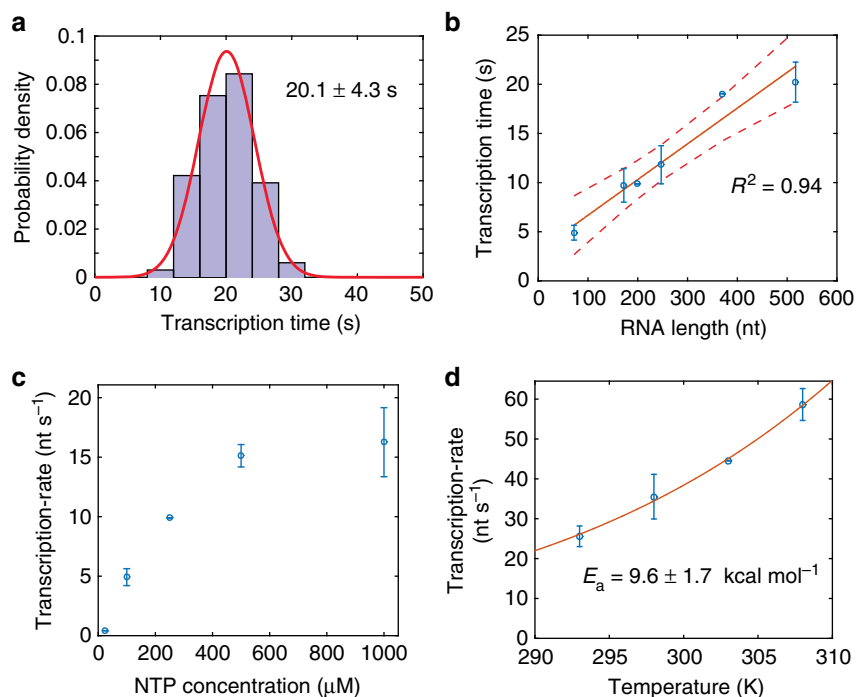 a
0.1
0.08
0.06
0.04
0.02
0
Probability density
20.1 ± 4.3 s
0 10 20 30 40 50
Transcription time (s)
b
25
20
15
10
5
0
Transcription time (s)
R² = 0.94
0 100 200 300 400 500 600
RNA length (nt)
c
20
15
10
5
0
Transcription-rate (nt s⁻¹)
0 200 400 600 800 1000
NTP concentration (μM)
d
60
50
40
30
20
10
0
Transcription-rate
(nt s⁻¹)
Eₐ = 9.6 ± 1.7 kcal mol⁻¹
290 295 300 305 310
Temperature (K)